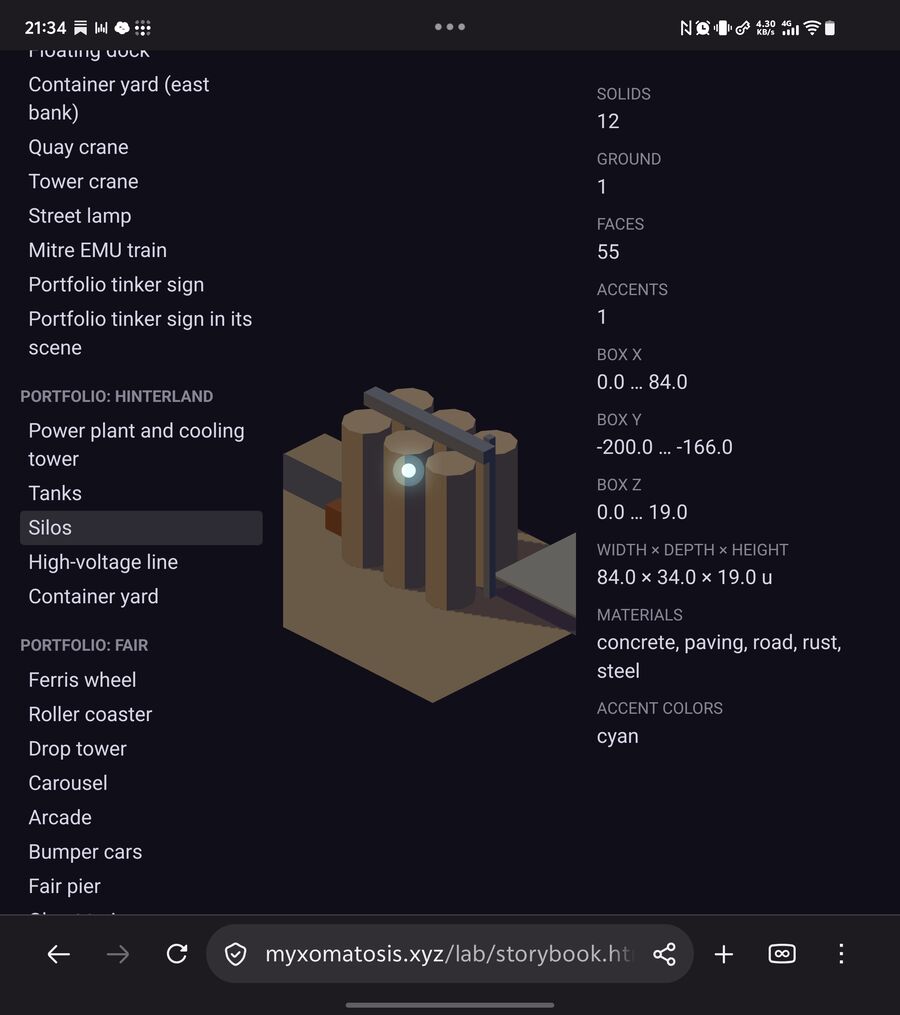 21:34
4.30
KB/s
4G
Floating dock
Container yard (east
bank)
Quay crane
Tower crane
Street lamp
Mitre EMU train
Portfolio tinker sign
Portfolio tinker sign in its
scene
PORTFOLIO: HINTERLAND
Power plant and cooling
tower
Tanks
Silos
High-voltage line
Container yard
PORTFOLIO: FAIR
Ferris wheel
Roller coaster
Drop tower
Carousel
Arcade
Bumper cars
Fair pier
SOLIDS
12
GROUND
1
FACES
55
ACCENTS
1
BOX X
0.0 … 84.0
BOX Y
-200.0 … -166.0
BOX Z
0.0 … 19.0
WIDTH × DEPTH × HEIGHT
84.0 × 34.0 × 19.0 u
MATERIALS
concrete, paving, road, rust,
steel
ACCENT COLORS
cyan
myxomatosis.xyz/lab/storybook.ht